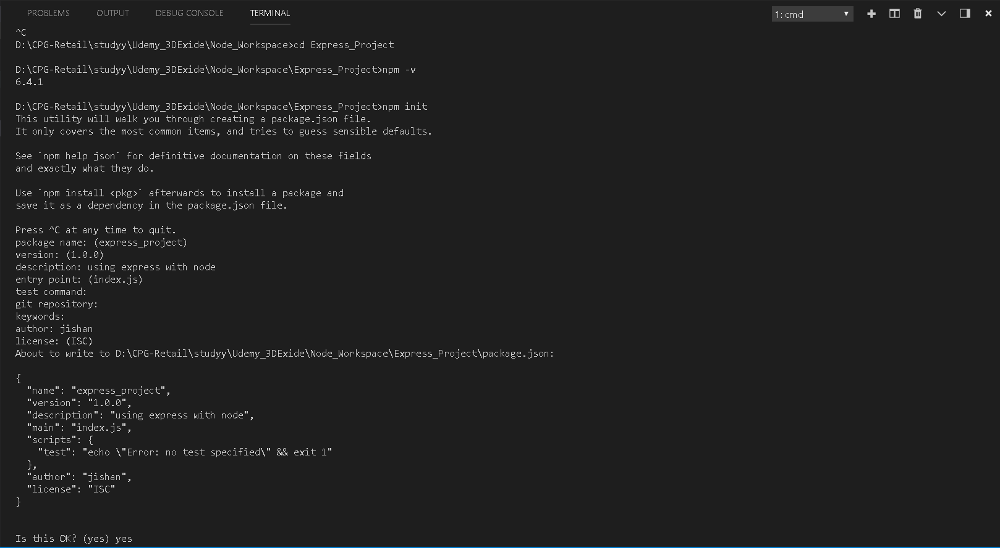 PROBLEMS OUTPUT DEBUG CONSOLE TERMINAL 1: cmd
^C
D:\CPG-Retail\studyy\Udemy_3DExide\Node_Workspace>cd Express_Project
D:\CPG-Retail\studyy\Udemy_3DExide\Node_Workspace\Express_Project>npm -v
6.4.1
D:\CPG-Retail\studyy\Udemy_3DExide\Node_Workspace\Express_Project>npm init
This utility will walk you through creating a package.json file.
It only covers the most common items, and tries to guess sensible defaults.
See `npm help json` for definitive documentation on these fields
and exactly what they do.
Use `npm install <pkg>` afterwards to install a package and
save it as a dependency in the package.json file.
Press ^C at any time to quit.
package name: (express_project)
version: (1.0.0)
description: using express with node
entry point: (index.js)
test command:
git repository:
keywords:
author: jishan
license: (ISC)
About to write to D:\CPG-Retail\studyy\Udemy_3DExide\Node_Workspace\Express_Project\package.json:
{
  "name": "express_project",
  "version": "1.0.0",
  "description": "using express with node",
  "main": "index.js",
  "scripts": {
    "test": "echo \"Error: no test specified\" && exit 1"
  },
  "author": "jishan",
  "license": "ISC"
}
Is this OK? (yes) yes